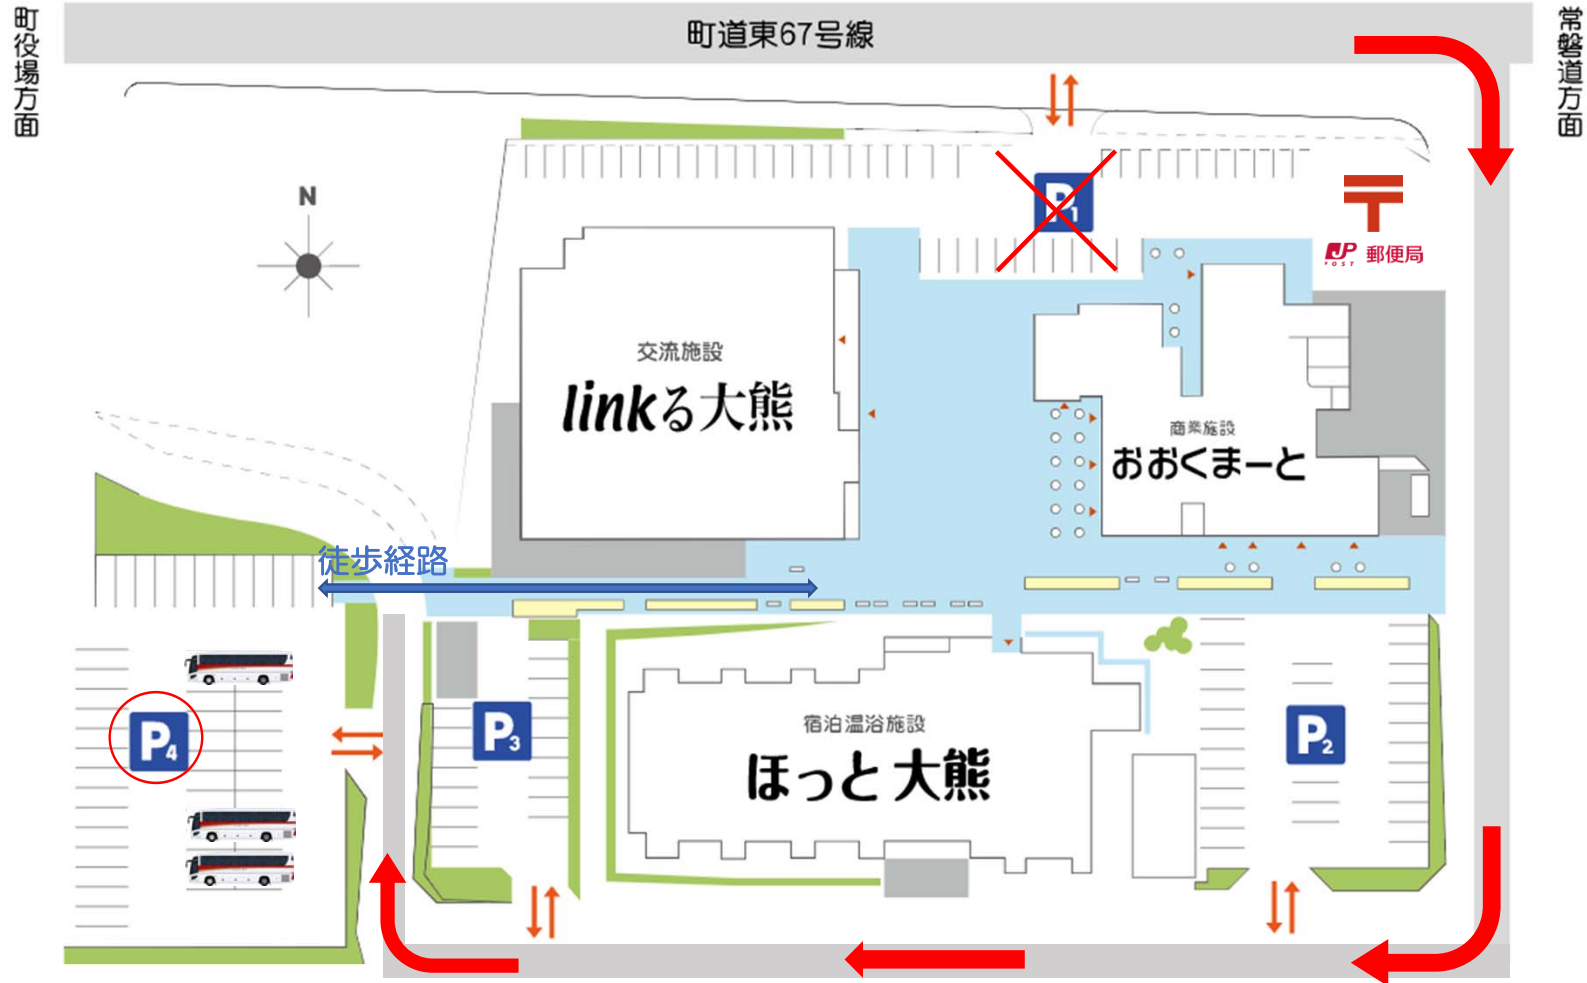 町役場方面
町道東67号線
常磐道方面
N
P1
JP
POST
郵便局
交流施設
linkる大熊
商業施設
おおくまーと
徒歩経路
P4
P3
宿泊温浴施設
ほっと大熊
P2